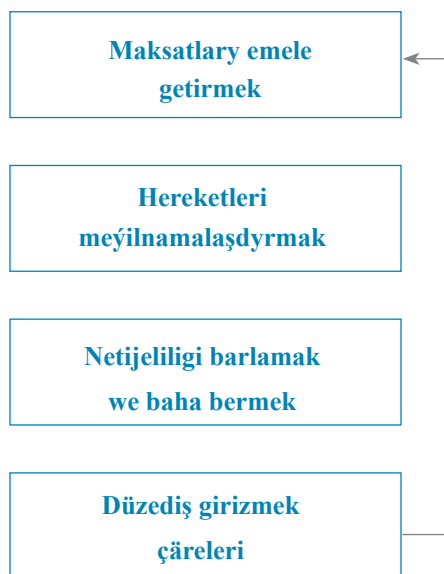 Maksatlary emele
getirmek
Hereketleri
meýilnamalaşdyrmak
Netijeliligi barlamak
we baha bermek
Düzediş girizmek
çäreleri